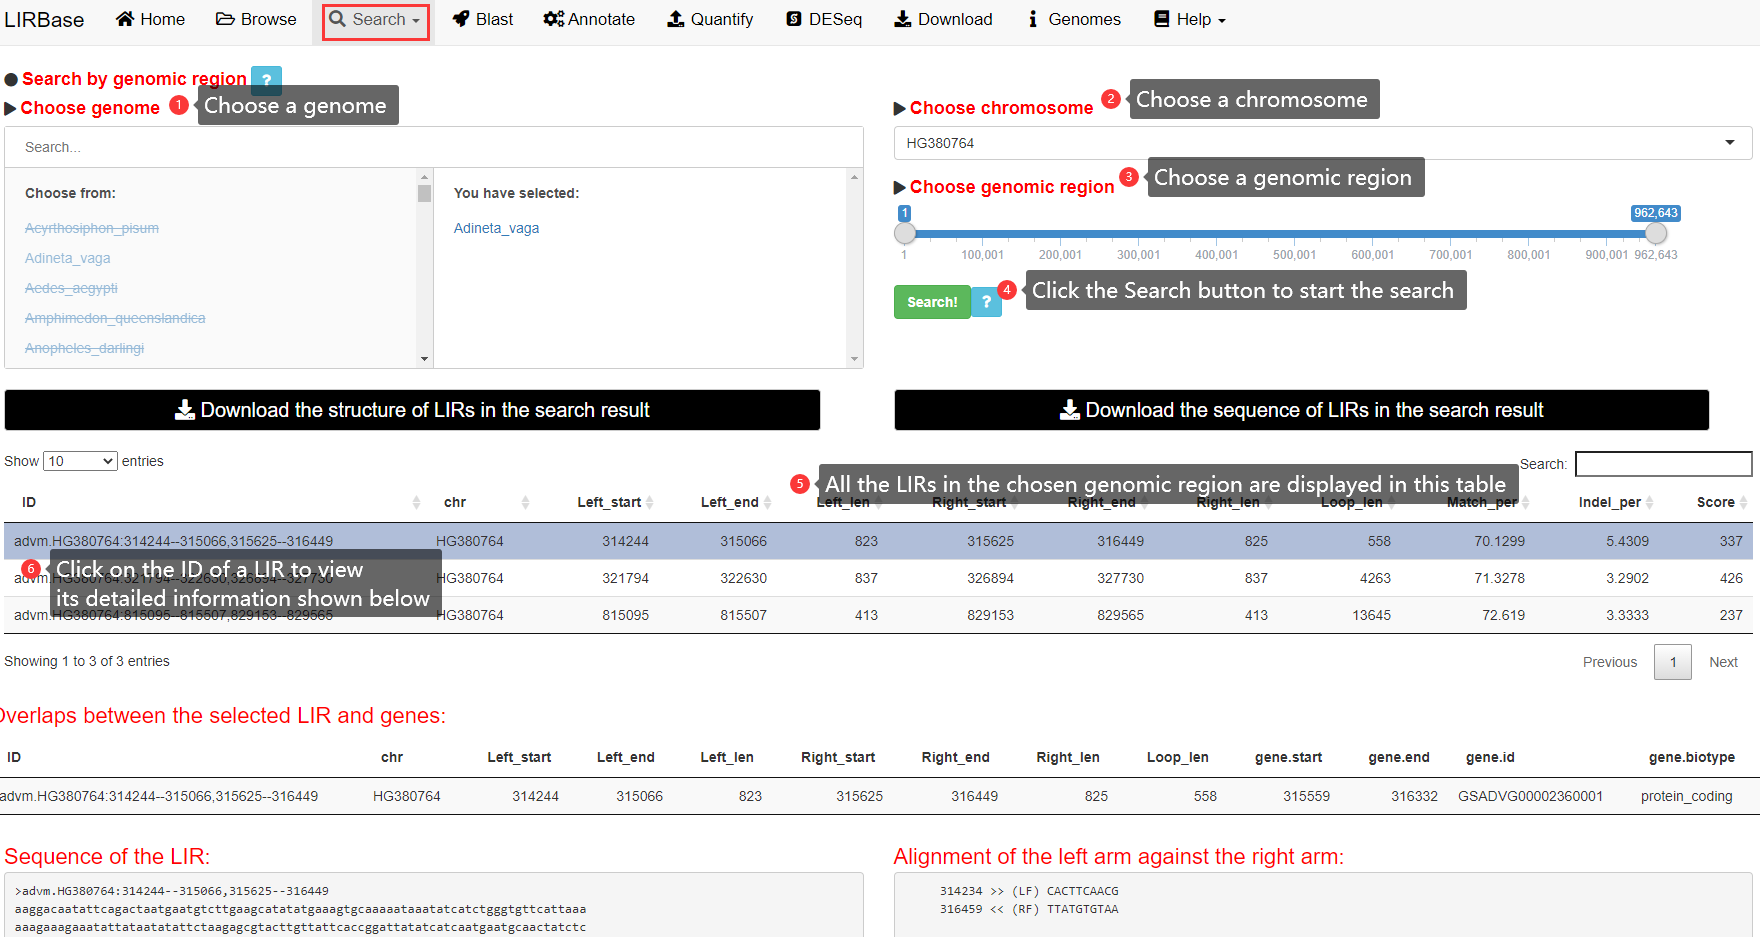 LIRBase Home Browse Search Blast Annotate Quantify DESeq Download Genomes Help
Search by genomic region ?
Choose genome 1 Choose a genome
Search...
Choose from:
Acyrthosiphon_pisum
Adineta_vaga
Aedes_aegypti
Amphimedon_queenslandica
Anopheles_darlingi
You have selected:
Adineta_vaga
Choose chromosome 2 Choose a chromosome
HG380764
Choose genomic region 3 Choose a genomic region
1 962,643
1 100,001 200,001 300,001 400,001 500,001 600,001 700,001 800,001 900,001 962,643
Search! ? 4 Click the Search button to start the search
Download the structure of LIRs in the search result
Download the sequence of LIRs in the search result
Show 10 entries
Search:
5 All the LIRs in the chosen genomic region are displayed in this table
ID chr Left_start Left_end Left_len Right_start Right_end Right_len Loop_len Match_per Indel_per Score
advm.HG380764:314244--315066,315625--316449 HG380764 314244 315066 823 315625 316449 825 558 70.1299 5.4309 337
6 Click on the ID of a LIR to view
its detailed information shown below
advm.HG380764:321794--322630,326894--327730 HG380764 321794 322630 837 326894 327730 837 4263 71.3278 3.2902 426
advm.HG380764:815095--815507,829153--829565 HG380764 815095 815507 413 829153 829565 413 13645 72.619 3.3333 237
Showing 1 to 3 of 3 entries
Previous 1 Next
Overlaps between the selected LIR and genes:
ID chr Left_start Left_end Left_len Right_start Right_end Right_len Loop_len gene.start gene.end gene.id gene.biotype
advm.HG380764:314244--315066,315625--316449 HG380764 314244 315066 823 315625 316449 825 558 315559 316332 GSADVG00002360001 protein_coding
Sequence of the LIR:
>advm.HG380764:314244--315066,315625--316449
aaggacaatattcagactaatgaatgtcttgaagcatatatgaaagtgcaaaaataaatatcatctgggtgttcattaaa
aaagaaagaaatattataatatattctaagagcgtacttgttattcaccggattatatcatcaatgaatgcaactatctc
Alignment of the left arm against the right arm:
314234 >> (LF) CACTTCAACG
316459 << (RF) TTATGTGTAA